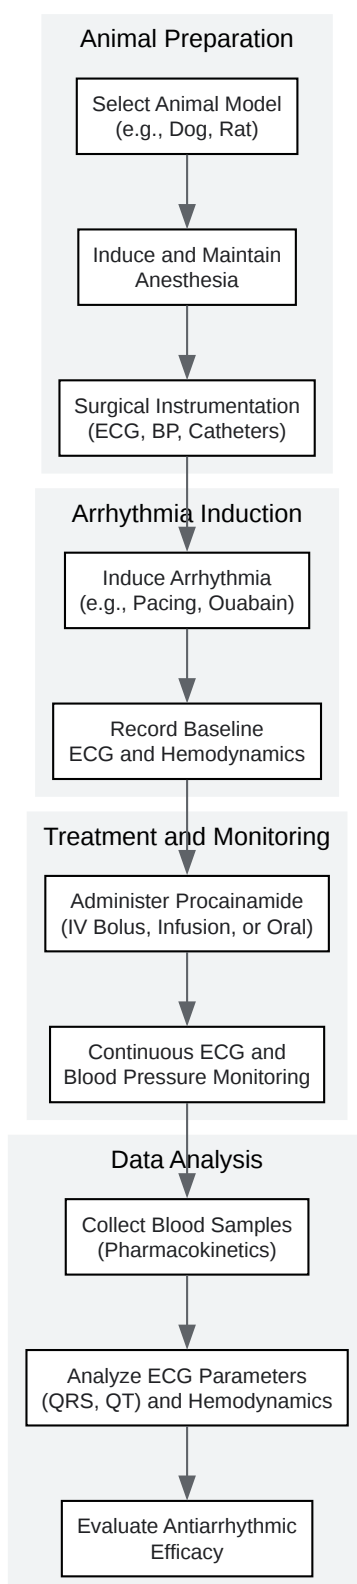 Animal Preparation
Select Animal Model
(e.g., Dog, Rat)
Induce and Maintain
Anesthesia
Surgical Instrumentation
(ECG, BP, Catheters)
Arrhythmia Induction
Induce Arrhythmia
(e.g., Pacing, Ouabain)
Record Baseline
ECG and Hemodynamics
Treatment and Monitoring
Administer Procainamide
(IV Bolus, Infusion, or Oral)
Continuous ECG and
Blood Pressure Monitoring
Data Analysis
Collect Blood Samples
(Pharmacokinetics)
Analyze ECG Parameters
(QRS, QT) and Hemodynamics
Evaluate Antiarrhythmic
Efficacy